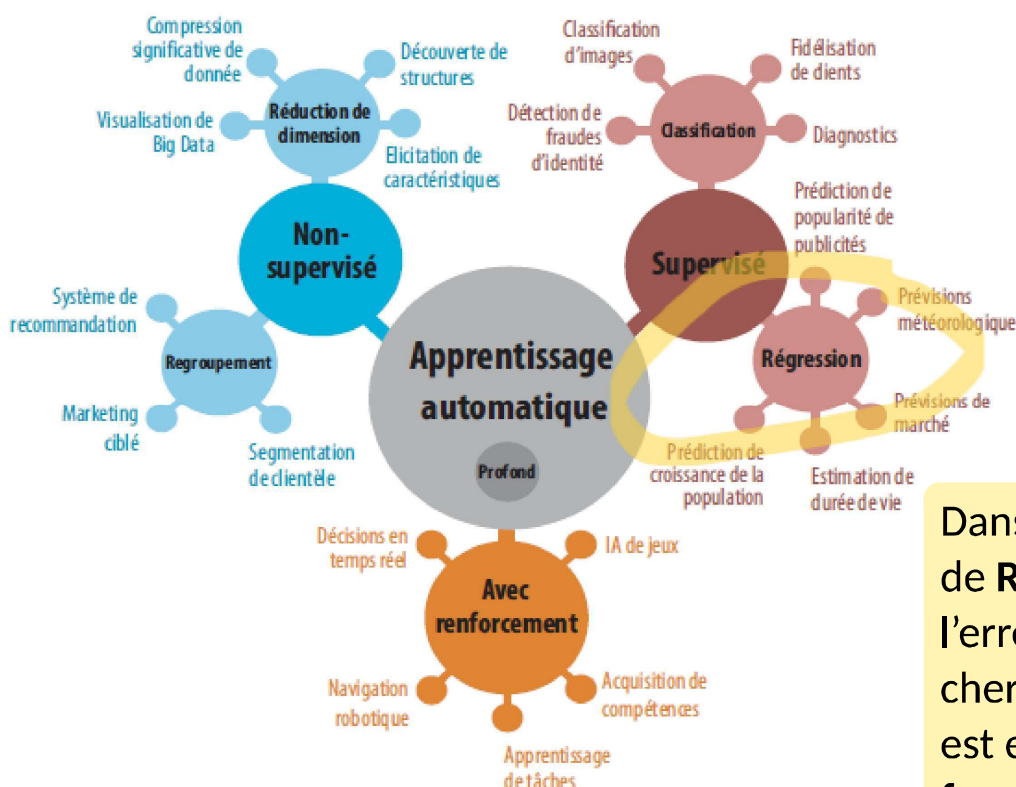 Compression
significative de
donnée
Découverte de
structures
Visualisation de
Big Data
Réduction de
dimension
Elicitation de
caractéristiques
Non-
supervisé
Système de
recommandation
Regroupement
Marketing
ciblé
Segmentation
de clientèle
Classification
d'images
Fidélisation
de clients
Détection de
fraudes
d'identité
Classification
Diagnostics
Supervisé
Prédiction de
popularité de
publicités
Prévisions
météorologique
Régression
Prévisions de
marché
Prédiction de
croissance de la
population
Estimation de
durée de vie
Apprentissage
automatique
Profond
Décisions en
temps réel
IA de jeux
Avec
renforcement
Navigation
robotique
Acquisition de
compétences
Apprentissage
de tâches
Dans
de R
l'erre
cher
est e